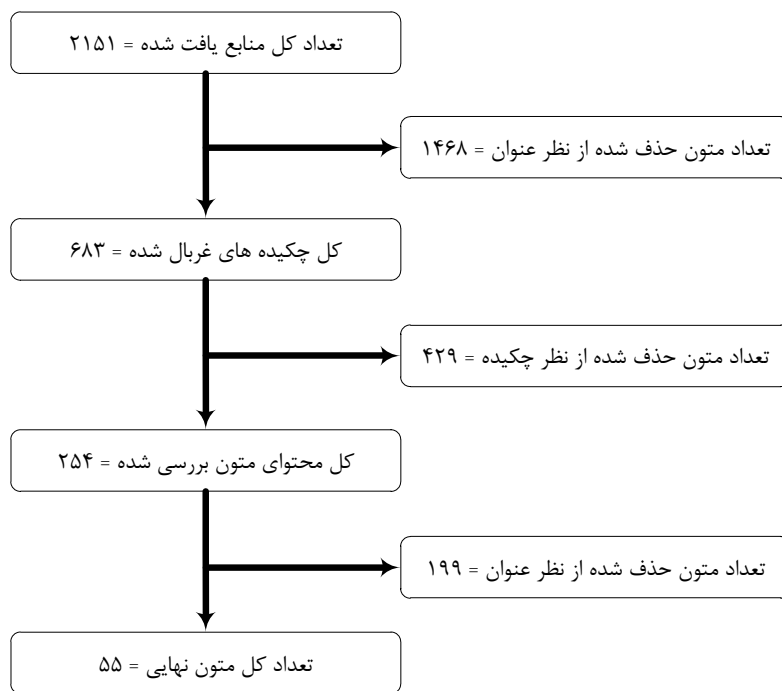 تعداد کل منابع یافت شده = ۲۱۵۱
تعداد متون حذف شده از نظر عنوان = ۱۴۶۸
کل چکیده های غربال شده = ۶۸۳
تعداد متون حذف شده از نظر چکیده = ۴۲۹
کل محتوای متون بررسی شده = ۲۵۴
تعداد متون حذف شده از نظر عنوان = ۱۹۹
تعداد کل متون نهایی = ۵۵